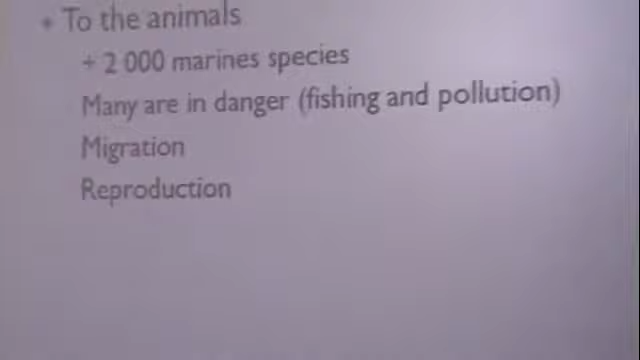 • To the animals
+ 2 000 marines species
Many are in danger (fishing and pollution)
Migration
Reproduction